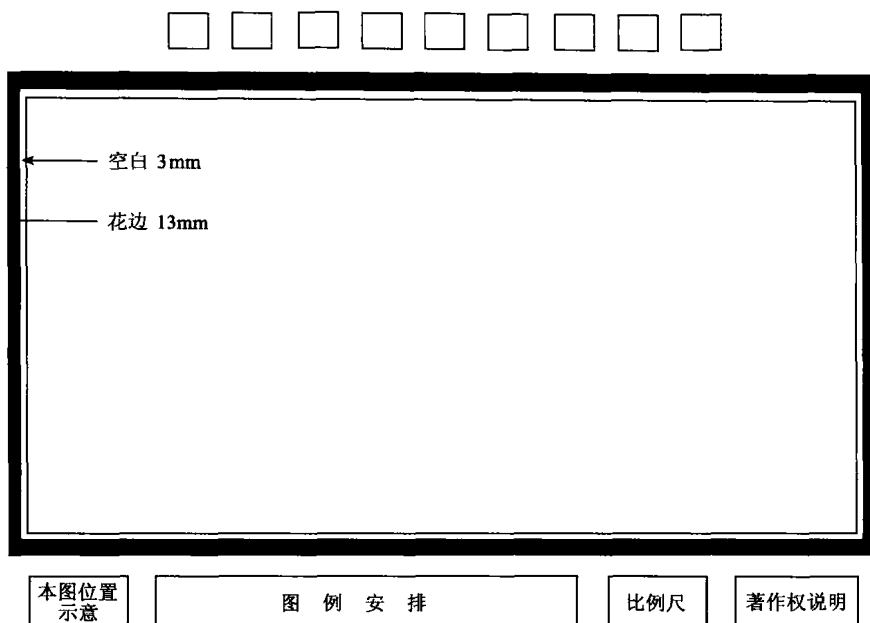 空白 3mm
花边 13mm
本图位置
示意
图 例 安 排
比例尺
著作权说明